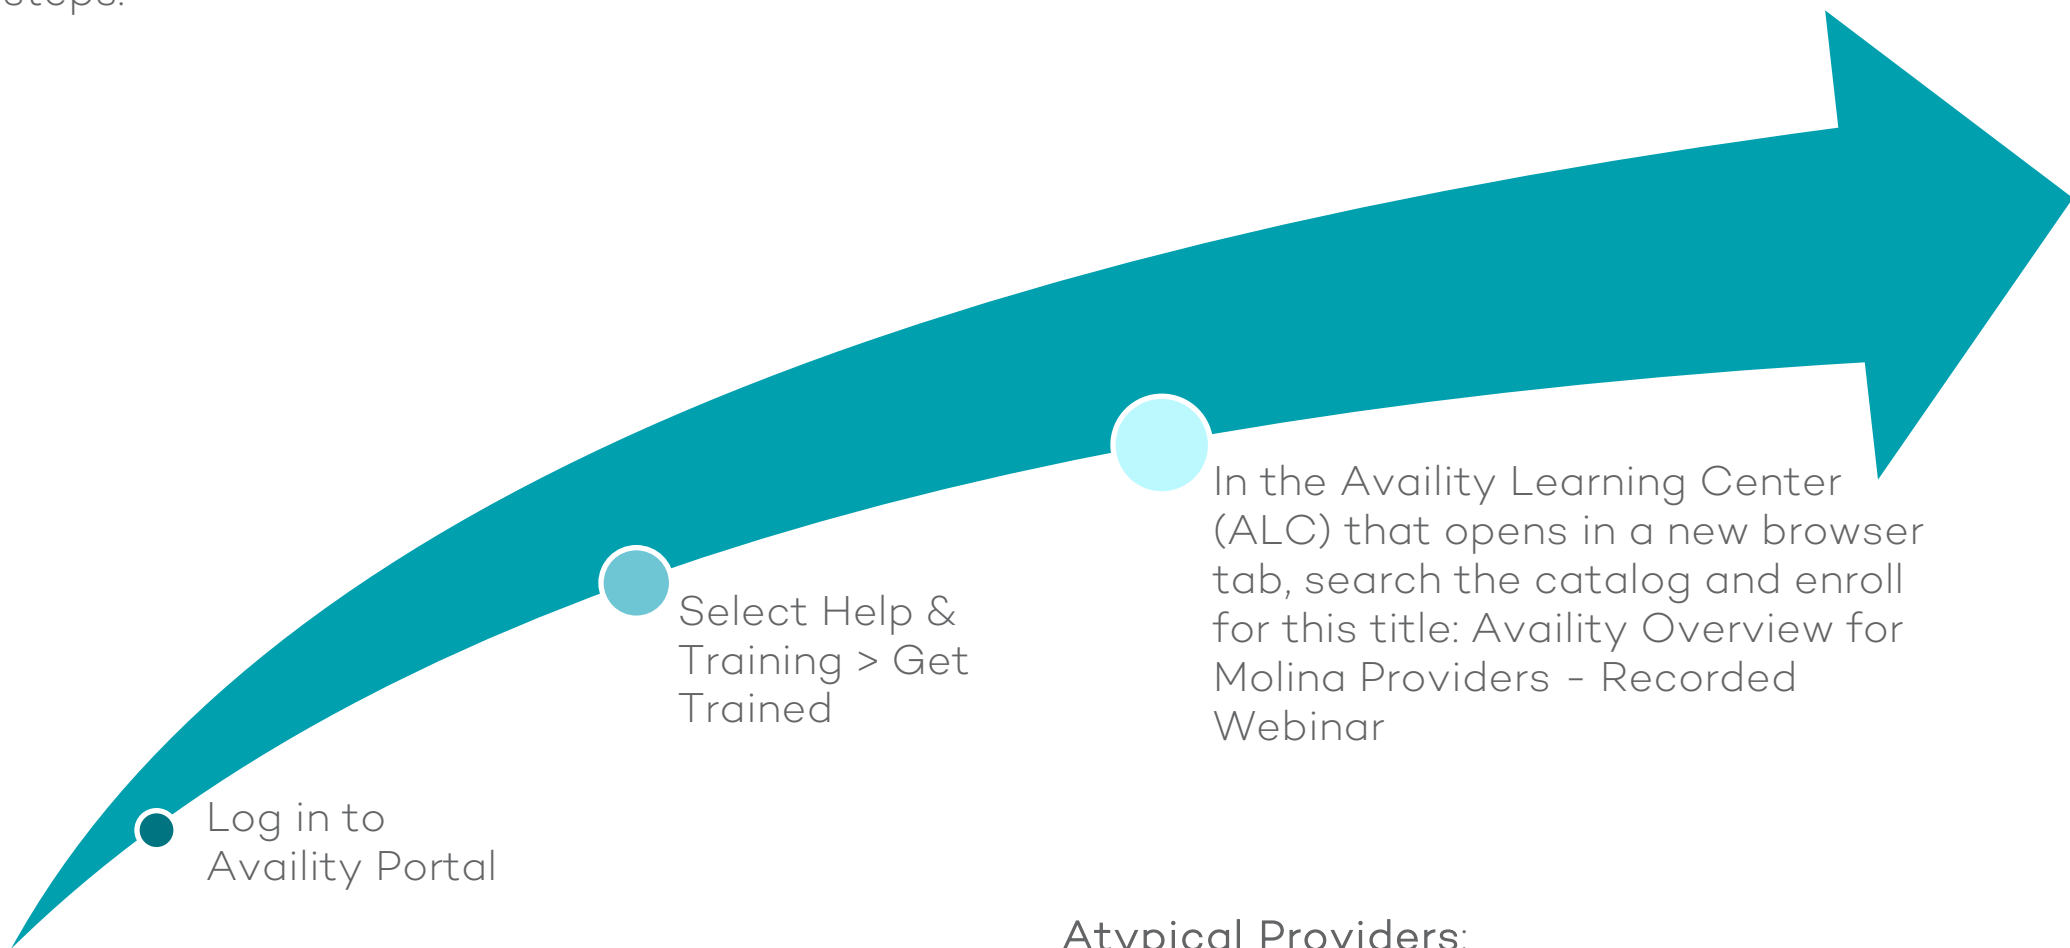 steps.
In the Availity Learning Center
(ALC) that opens in a new browser
tab, search the catalog and enroll
for this title: Availity Overview for
Molina Providers - Recorded
Webinar
Select Help &
Training > Get
Trained
Log in to
Availity Portal
Atypical Providers: